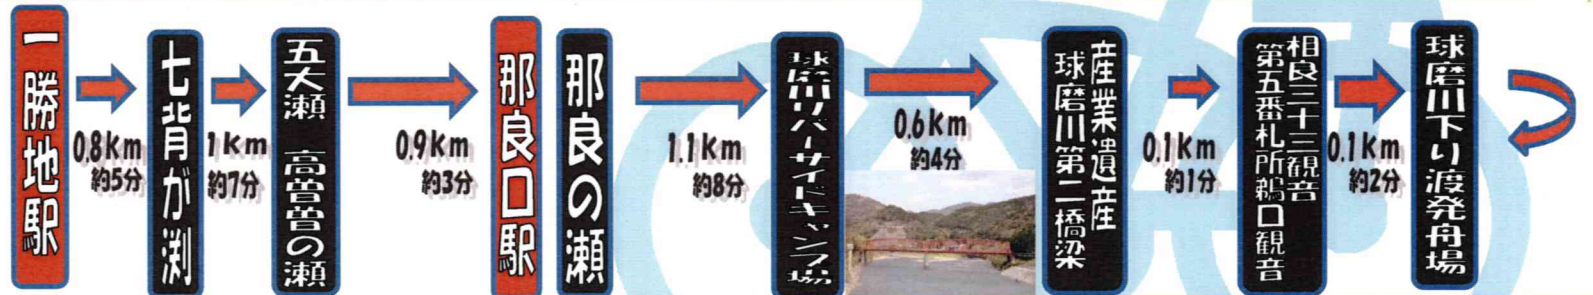 一勝地駅
0.8km
約5分
七背が渕
1km
約7分
五大瀬 高曽曽の瀬
0.9km
約3分
那良口駅
那良の瀬
1.1km
約8分
球磨川リバーサイドキャンプ場
0.6km
約4分
産業遺産
球磨川第二橋梁
0.1km
約1分
相良三十三観音
第五番札所鵜口観音
0.1km
約2分
球磨川下り渡発舟場